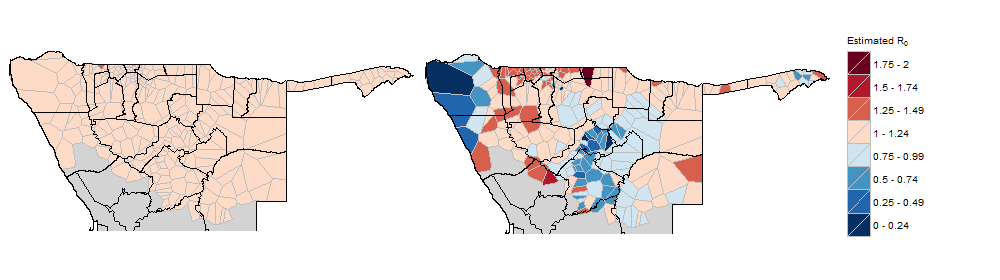 Estimated R0
1.75 - 2
1.5 - 1.74
1.25 - 1.49
1 - 1.24
0.75 - 0.99
0.5 - 0.74
0.25 - 0.49
0 - 0.24